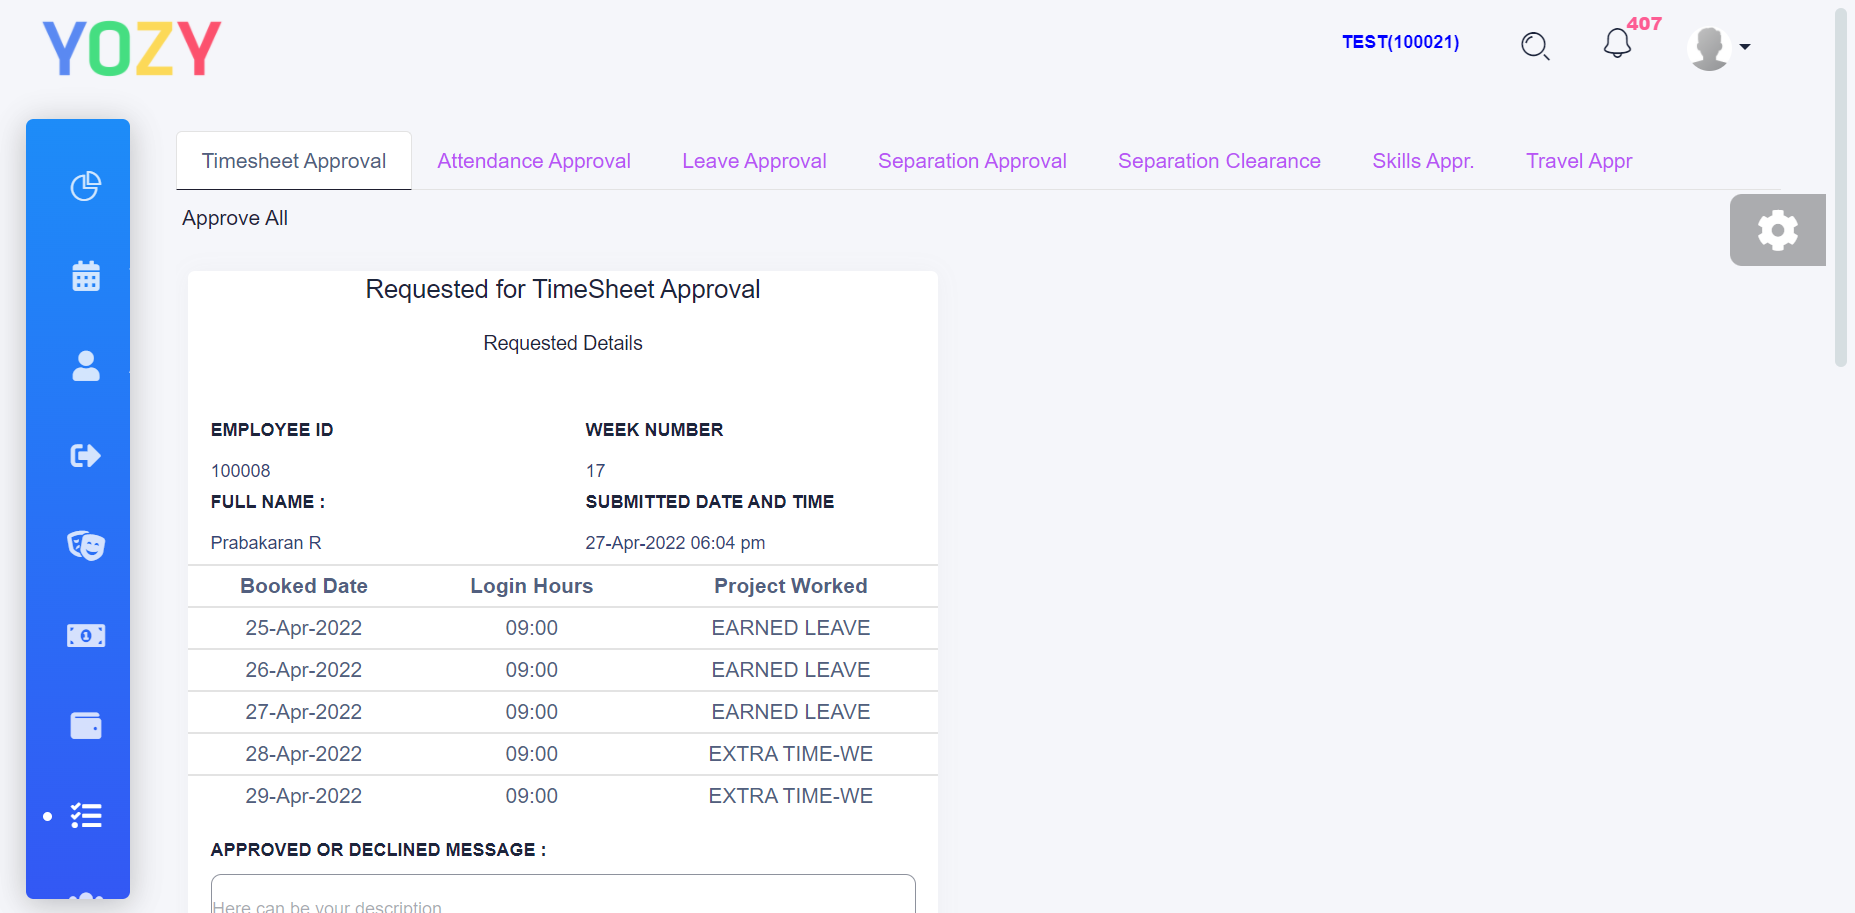 YOZY
TEST(100021)
407
Timesheet Approval Attendance Approval Leave Approval Separation Approval Separation Clearance Skills Appr. Travel Appr
Approve All
Requested for TimeSheet Approval
Requested Details
EMPLOYEE ID WEEK NUMBER
100008 17
FULL NAME : SUBMITTED DATE AND TIME
Prabakaran R 27-Apr-2022 06:04 pm
Booked Date Login Hours Project Worked
25-Apr-2022 09:00 EARNED LEAVE
26-Apr-2022 09:00 EARNED LEAVE
27-Apr-2022 09:00 EARNED LEAVE
28-Apr-2022 09:00 EXTRA TIME-WE
29-Apr-2022 09:00 EXTRA TIME-WE
APPROVED OR DECLINED MESSAGE :
Here can be your description